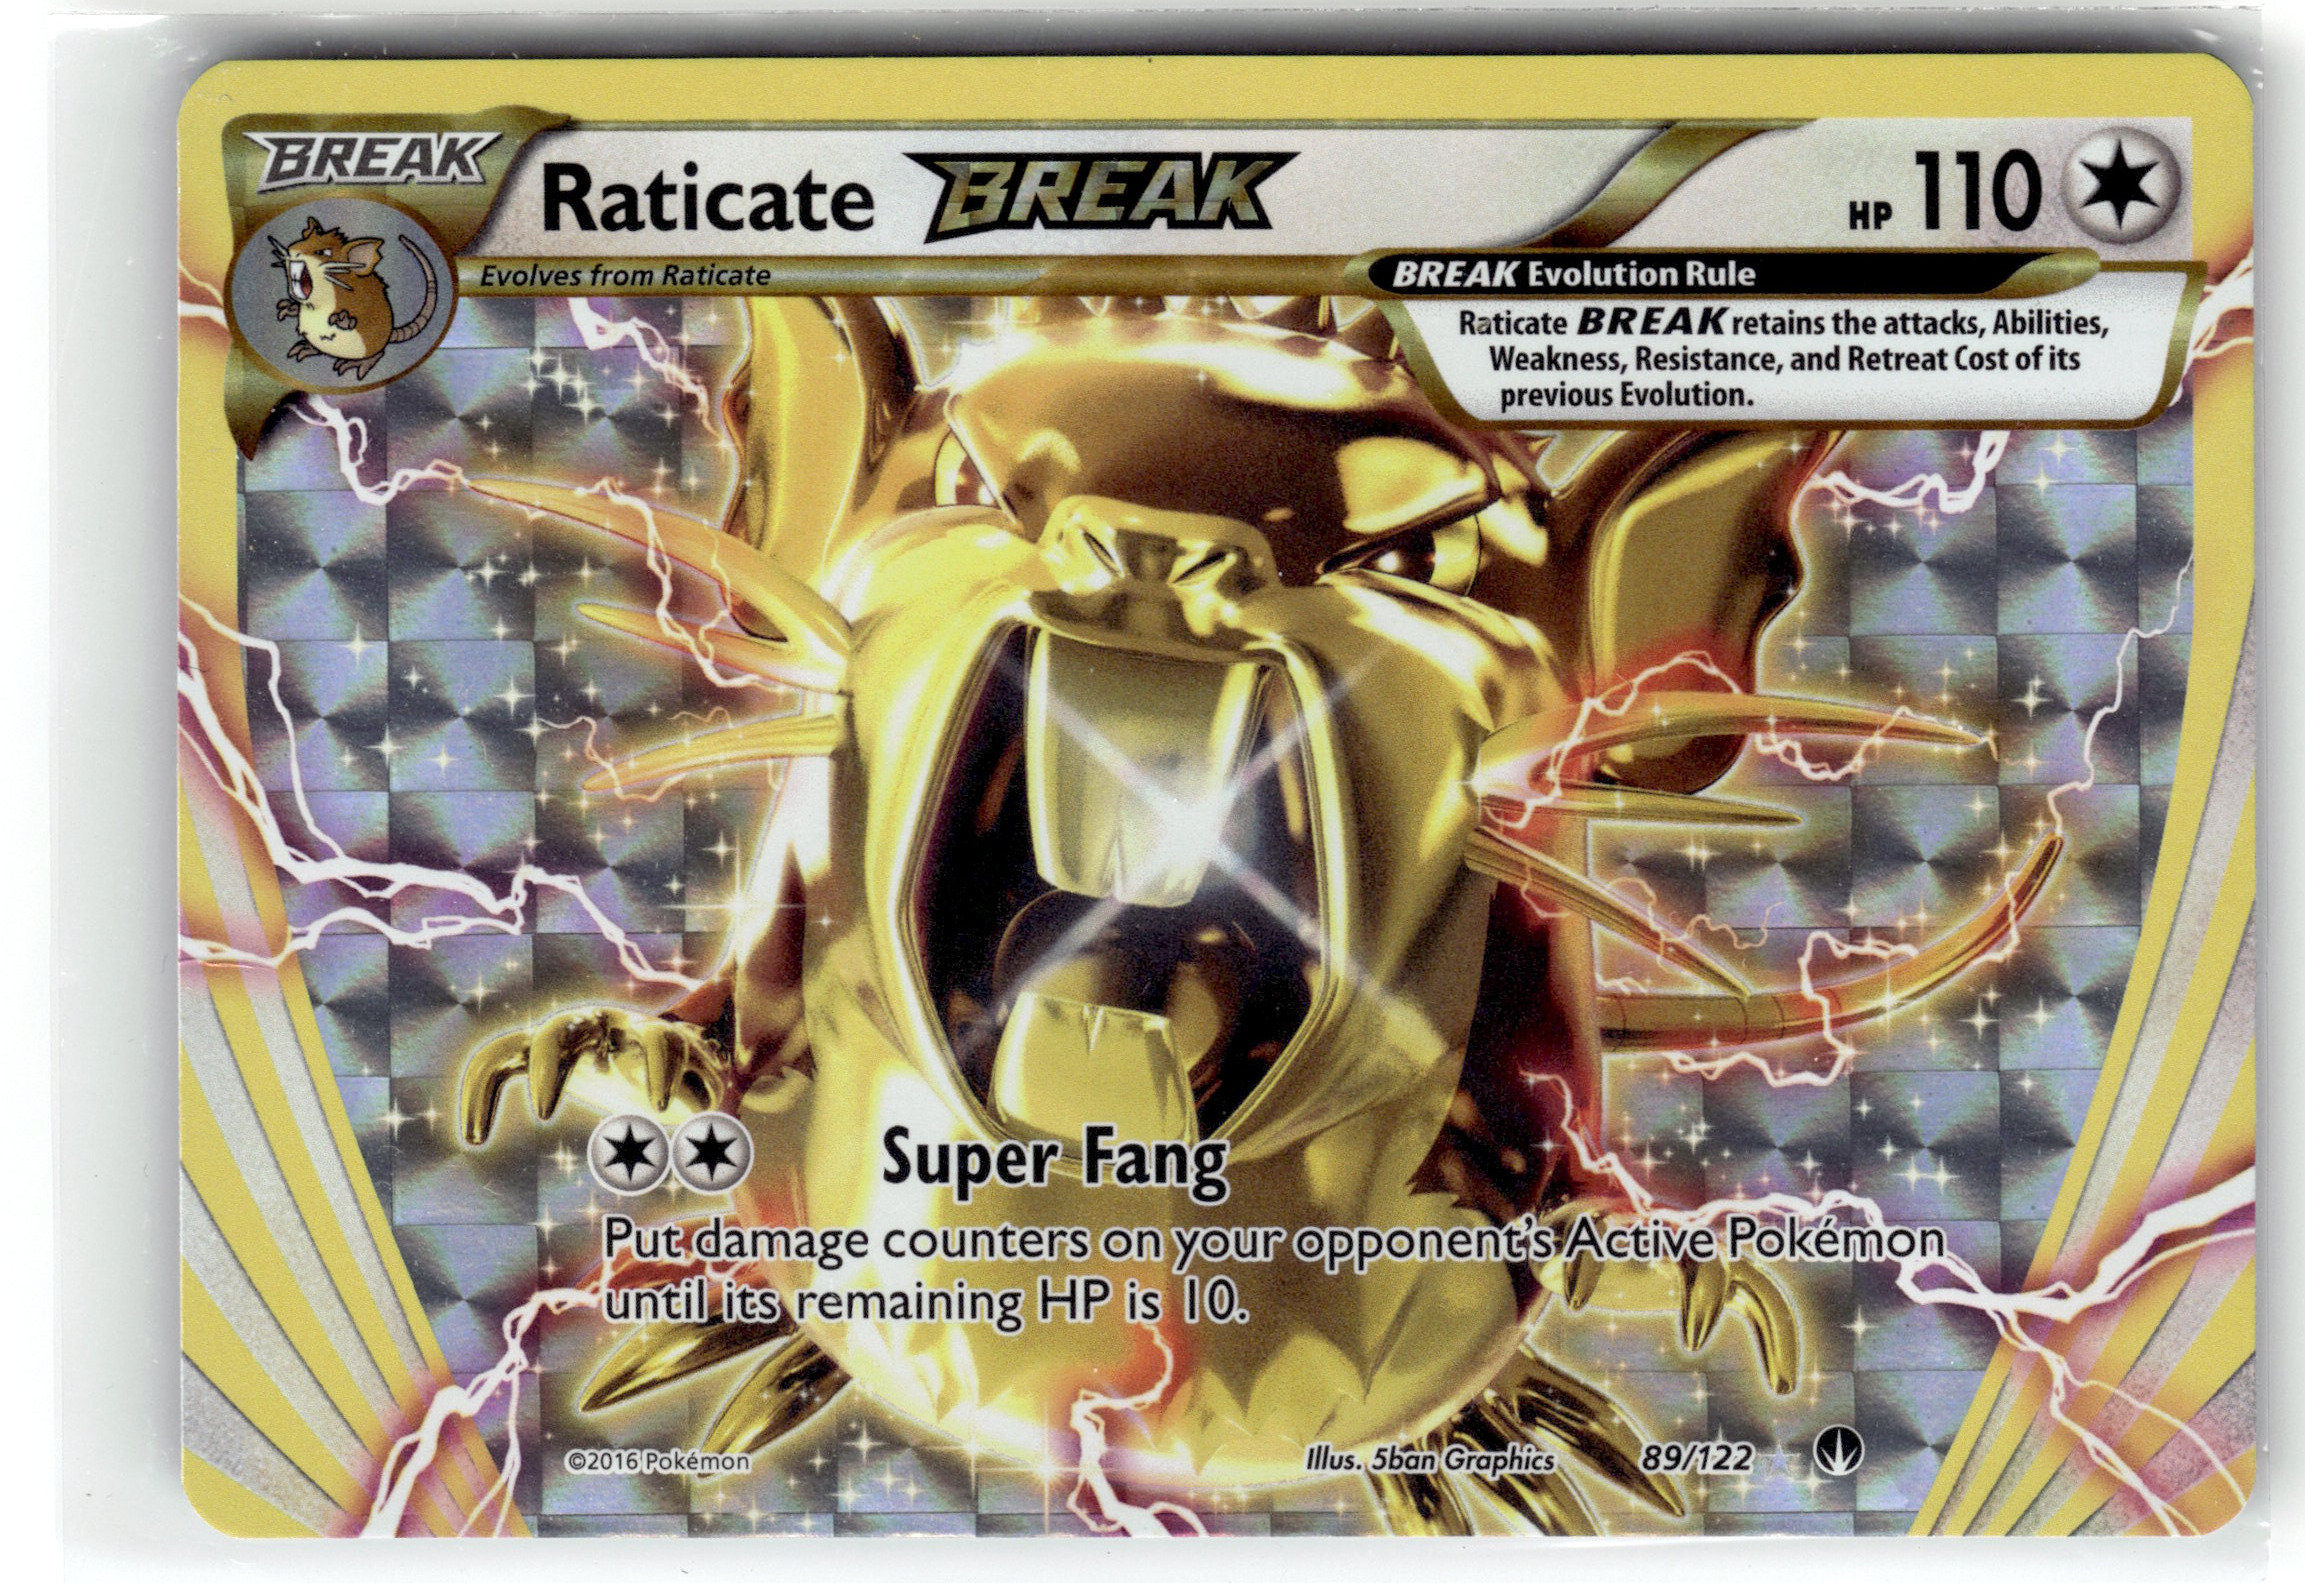 BREAK
Raticate BREAK
HP 110
Evolves from Raticate
BREAK Evolution Rule
Raticate BREAK retains the attacks, Abilities,
Weakness, Resistance, and Retreat Cost of its
previous Evolution.
Super Fang
Put damage counters on your opponent's Active Pokémon
until its remaining HP is 10.
©2016 Pokémon
Illus. 5ban Graphics
89/122